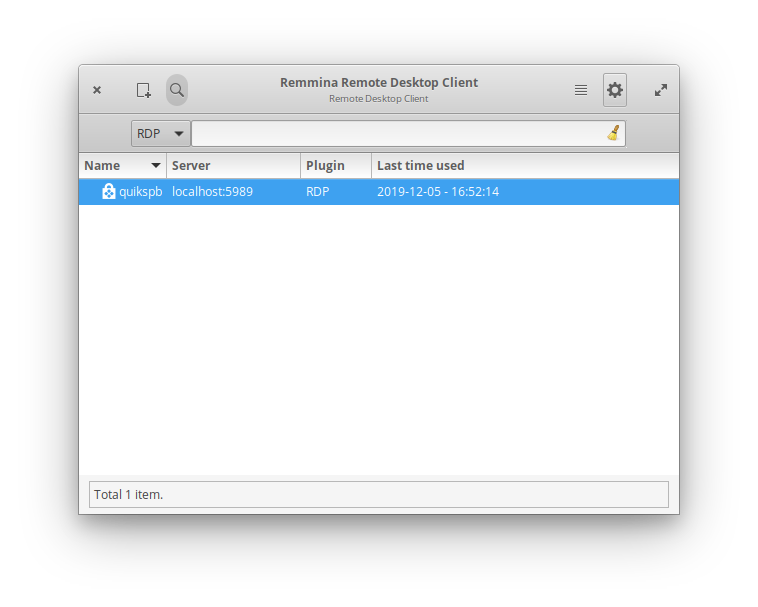 Remmina Remote Desktop Client
Remote Desktop Client
RDP
Name Server Plugin Last time used
quikspb localhost:5989 RDP 2019-12-05 - 16:52:14
Total 1 item.